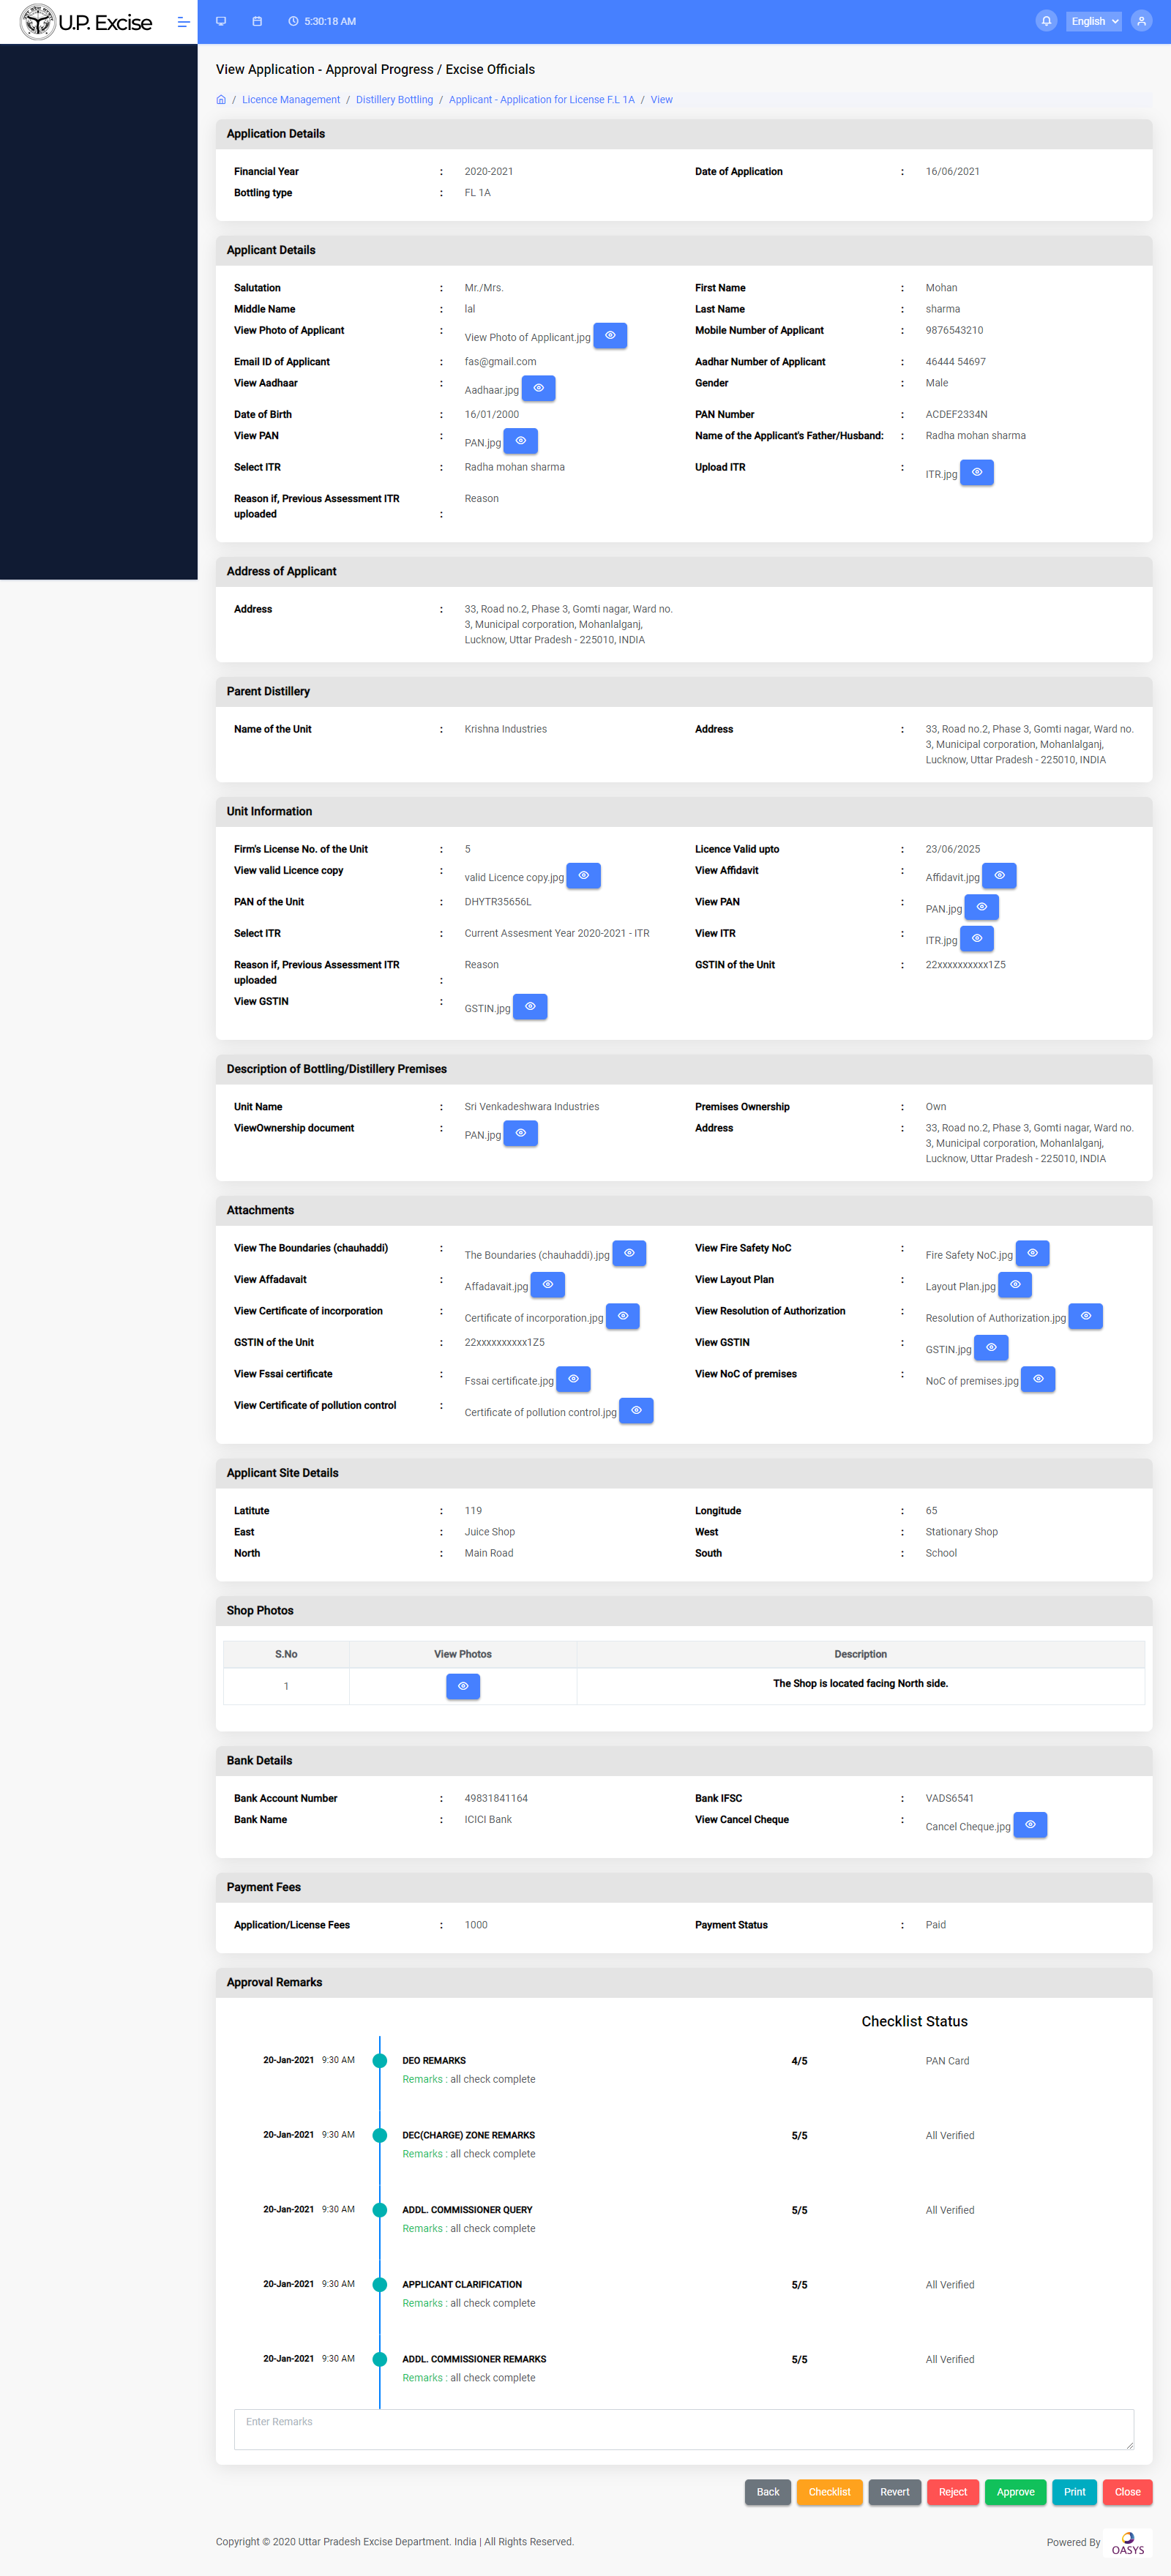 U.P. Excise
5:30:18 AM
English
View Application - Approval Progress / Excise Officials
/ Licence Management / Distillery Bottling / Applicant - Application for License F.L 1A / View
Application Details
Financial Year : 2020-2021 Date of Application : 16/06/2021
Bottling type : FL 1A
Applicant Details
Salutation : Mr./Mrs. First Name : Mohan
Middle Name : lal Last Name : sharma
View Photo of Applicant : View Photo of Applicant.jpg Mobile Number of Applicant : 9876543210
Email ID of Applicant : fas@gmail.com Aadhar Number of Applicant : 46444 54697
View Aadhaar : Aadhaar.jpg Gender : Male
Date of Birth : 16/01/2000 PAN Number : ACDEF2334N
View PAN : PAN.jpg Name of the Applicant's Father/Husband: : Radha mohan sharma
Select ITR : Radha mohan sharma Upload ITR : ITR.jpg
Reason if, Previous Assessment ITR Reason
uploaded :
Address of Applicant
Address : 33, Road no.2, Phase 3, Gomti nagar, Ward no.
3, Municipal corporation, Mohanlalganj,
Lucknow, Uttar Pradesh - 225010, INDIA
Parent Distillery
Name of the Unit : Krishna Industries Address : 33, Road no.2, Phase 3, Gomti nagar, Ward no.
3, Municipal corporation, Mohanlalganj,
Lucknow, Uttar Pradesh - 225010, INDIA
Unit Information
Firm's License No. of the Unit : 5 Licence Valid upto : 23/06/2025
View valid Licence copy : valid Licence copy.jpg View Affidavit : Affidavit.jpg
PAN of the Unit : DHYTR35656L View PAN : PAN.jpg
Select ITR : Current Assesment Year 2020-2021 - ITR View ITR : ITR.jpg
Reason if, Previous Assessment ITR Reason GSTIN of the Unit : 22xxxxxxxxxx1Z5
uploaded :
View GSTIN : GSTIN.jpg
Description of Bottling/Distillery Premises
Unit Name : Sri Venkadeshwara Industries Premises Ownership : Own
ViewOwnership document : PAN.jpg Address : 33, Road no.2, Phase 3, Gomti nagar, Ward no.
3, Municipal corporation, Mohanlalganj,
Lucknow, Uttar Pradesh - 225010, INDIA
Attachments
View The Boundaries (chauhaddi) : The Boundaries (chauhaddi).jpg View Fire Safety NoC : Fire Safety NoC.jpg
View Affadavait : Affadavait.jpg View Layout Plan : Layout Plan.jpg
View Certificate of incorporation : Certificate of incorporation.jpg View Resolution of Authorization : Resolution of Authorization.jpg
GSTIN of the Unit : 22xxxxxxxxxx1Z5 View GSTIN : GSTIN.jpg
View Fssai certificate : Fssai certificate.jpg View NoC of premises : NoC of premises.jpg
View Certificate of pollution control : Certificate of pollution control.jpg
Applicant Site Details
Latitute : 119 Longitude : 65
East : Juice Shop West : Stationary Shop
North : Main Road South : School
Shop Photos
S.No View Photos Description
1 The Shop is located facing North side.
Bank Details
Bank Account Number : 49831841164 Bank IFSC : VADS6541
Bank Name : ICICI Bank View Cancel Cheque : Cancel Cheque.jpg
Payment Fees
Application/License Fees : 1000 Payment Status : Paid
Approval Remarks
Checklist Status
20-Jan-2021 9:30 AM DEO REMARKS 4/5 PAN Card
Remarks : all check complete
20-Jan-2021 9:30 AM DEC(CHARGE) ZONE REMARKS 5/5 All Verified
Remarks : all check complete
20-Jan-2021 9:30 AM ADDL. COMMISSIONER QUERY 5/5 All Verified
Remarks : all check complete
20-Jan-2021 9:30 AM APPLICANT CLARIFICATION 5/5 All Verified
Remarks : all check complete
20-Jan-2021 9:30 AM ADDL. COMMISSIONER REMARKS 5/5 All Verified
Remarks : all check complete
Enter Remarks
Back Checklist Revert Reject Approve Print Close
Copyright © 2020 Uttar Pradesh Excise Department. India | All Rights Reserved. Powered By OASYS